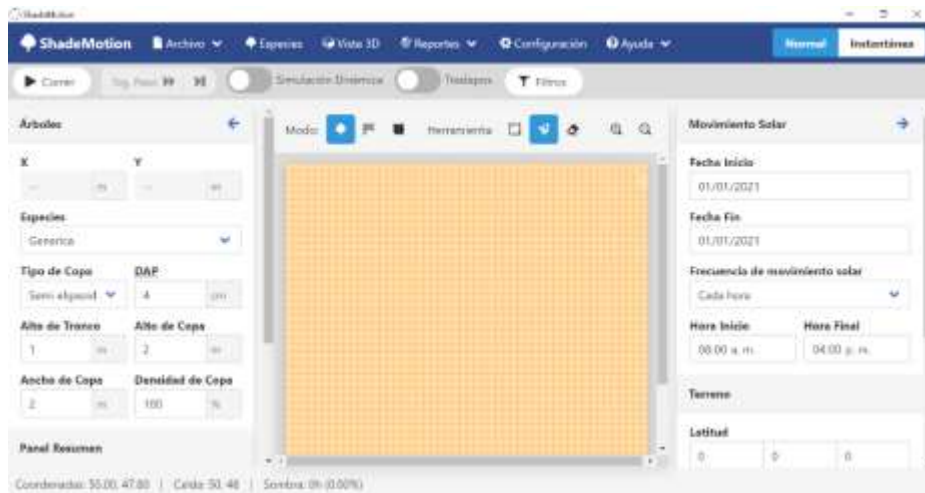 ShadeMotion
ShadeMotion Archivo Especies Vista 3D Reportes Configuración Ayuda Normal Instantánea
Correr Sig. Paso Simulación Dinámica Traslapes Filtros
Árboles
Modo: Herramienta
Movimiento Solar
X Y
-- m -- m
Especies
Generica
Tipo de Copa DAP
Semi elipsoid 4 cm
Alto de Tronco Alto de Copa
1 m 2 m
Ancho de Copa Densidad de Copa
2 m 100 %
Panel Resumen
Fecha Inicio
01/01/2021
Fecha Fin
01/01/2021
Frecuencia de movimiento solar
Cada hora
Hora Inicio Hora Final
08:00 a. m. 04:00 p. m.
Terreno
Latitud
0 0 0
Coordenadas: 50.00, 47.00 | Celda: 50, 48 | Sombra: 0h (0.00%)